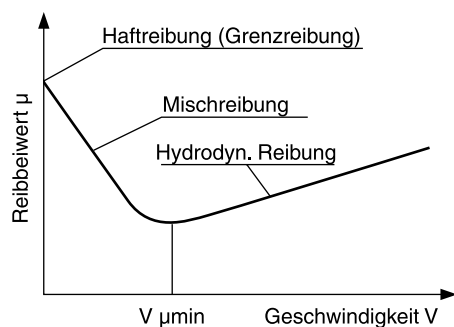 Haftreibung (Grenzreibung)
Mischreibung
Hydrodyn. Reibung
Reibbeiwert µ
V µmin
Geschwindigkeit V